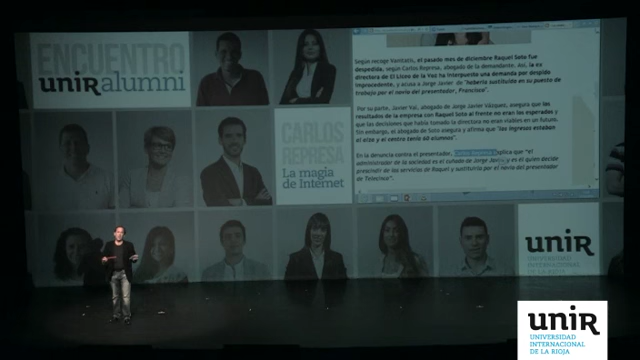 ENCUENTRO
uniralumni
CARLOS
REPRESA
La magia
de Internet
Según recoge Vanitatis, el pasado mes de diciembre Raquel Soto fue
despedida, según Carlos Represa, abogado de la demandante. Así, la ex
directora de El Liceo de la Voz ha interpuesto una demanda por despido
improcedente, y acusa a Jorge Javier de "haberla sustituido en su puesto de
trabajo por el novio del presentador, Francisco".
Por su parte, Javier Val, abogado de Jorge Javier Vázquez, asegura que los
resultados de la empresa con Raquel Soto al frente no eran los esperados y
que las decisiones que había tomado la directora no eran viables en un futuro.
Sin embargo, el abogado de Soto asegura y afirma que "los ingresos estaban
al alza y el centro tenía 60 alumnos".
En la denuncia contra el presentador, explica que "el
administrador de la sociedad es el cuñado de Jorge Javier y es él quien decide
prescindir de los servicios de Raquel y sustituirla por el novio del presentador
de Telecinco".
unir
UNIVERSIDAD
INTERNACIONAL
DE LA RIOJA
unir
UNIVERSIDAD
INTERNACIONAL
DE LA RIOJA